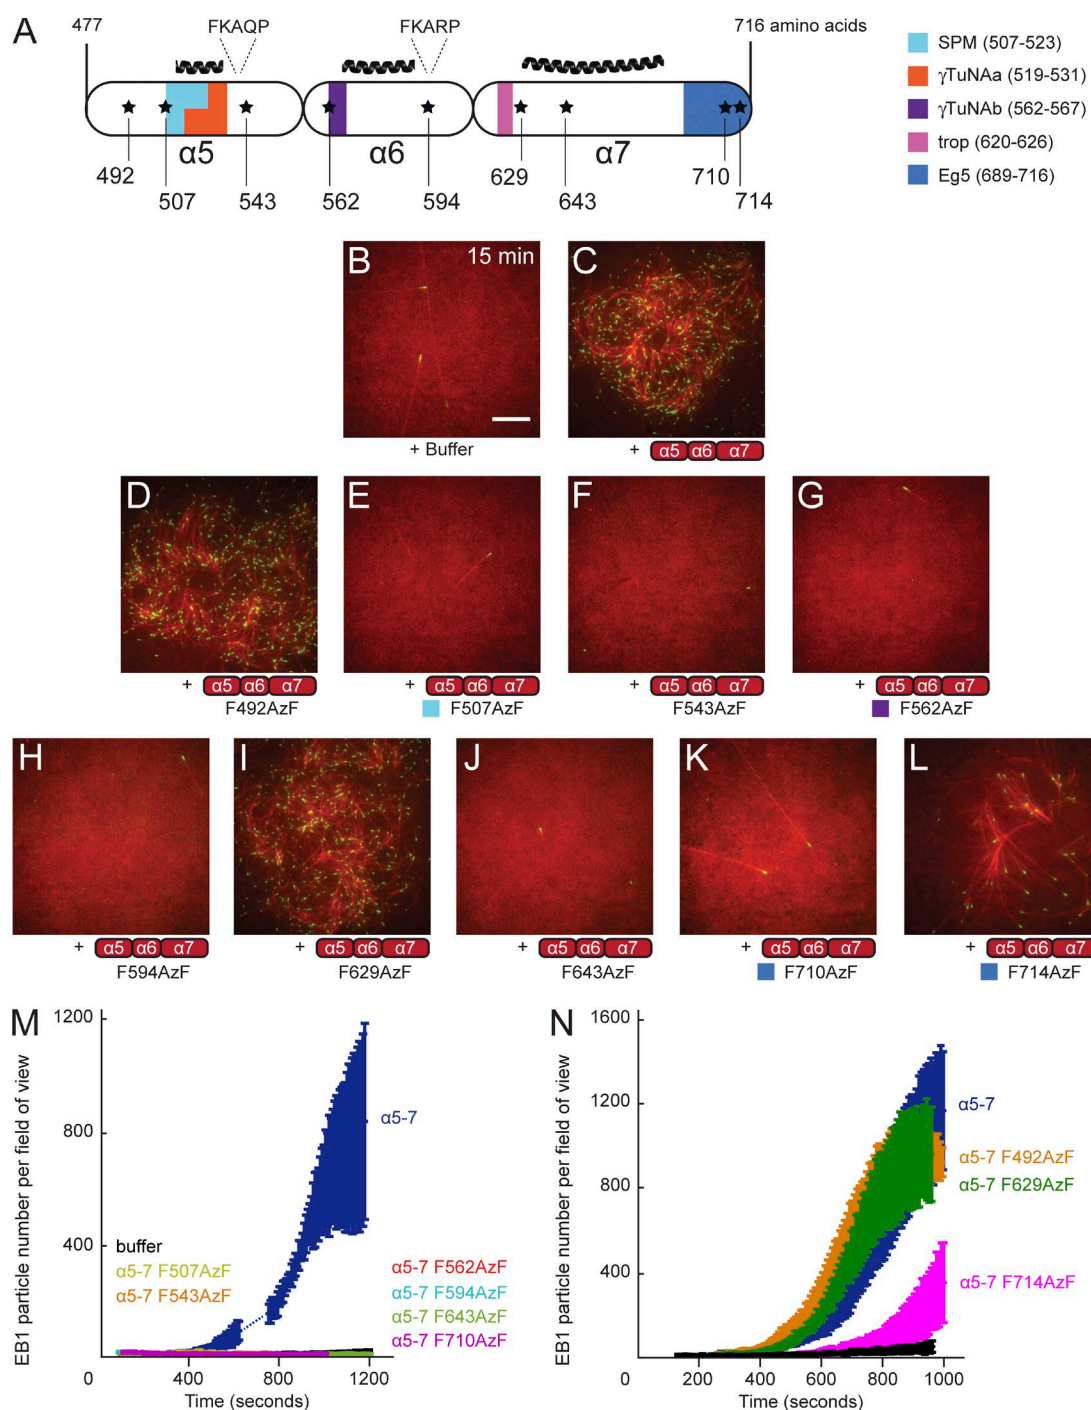 A
477
FKAQP
FKARP
716 amino acids
α5
α6
α7
492
507
543
562
594
629
643
710
714
SPM (507-523)
γTuNAa (519-531)
γTuNAb (562-567)
trop (620-626)
Eg5 (689-716)
B
15 min
+ Buffer
C
+ α5 α6 α7
D
+ α5 α6 α7
F492AzF
E
+ α5 α6 α7
F507AzF
F
+ α5 α6 α7
F543AzF
G
+ α5 α6 α7
F562AzF
H
+ α5 α6 α7
F594AzF
I
+ α5 α6 α7
F629AzF
J
+ α5 α6 α7
F643AzF
K
+ α5 α6 α7
F710AzF
L
+ α5 α6 α7
F714AzF
M
EB1 particle number per field of view
1200
800
400
0
400
800
1200
Time (seconds)
α5-7
buffer
α5-7 F507AzF
α5-7 F543AzF
α5-7 F562AzF
α5-7 F594AzF
α5-7 F643AzF
α5-7 F710AzF
N
EB1 particle number per field of view
1600
1200
800
400
0
200
400
600
800
1000
Time (seconds)
α5-7
α5-7 F492AzF
α5-7 F629AzF
α5-7 F714AzF